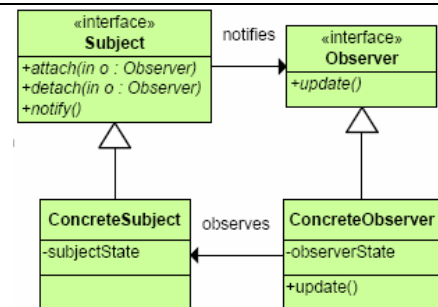 «interface»
Subject
+attach(in o : Observer)
+detach(in o : Observer)
+notify()
notifies
«interface»
Observer
+update()
ConcreteSubject
-subjectState
observes
ConcreteObserver
-observerState
+update()